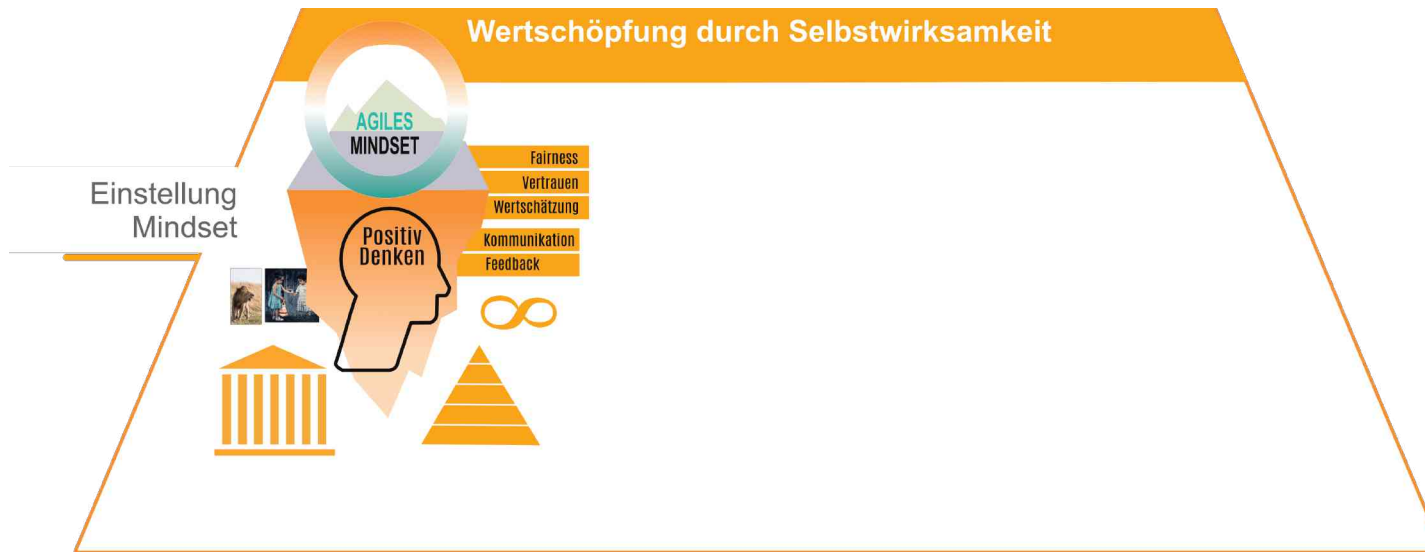 Wertschöpfung durch Selbstwirksamkeit
AGILES
MINDSET
Einstellung
Mindset
Fairness
Vertrauen
Wertschätzung
Kommunikation
Feedback
Positiv
Denken